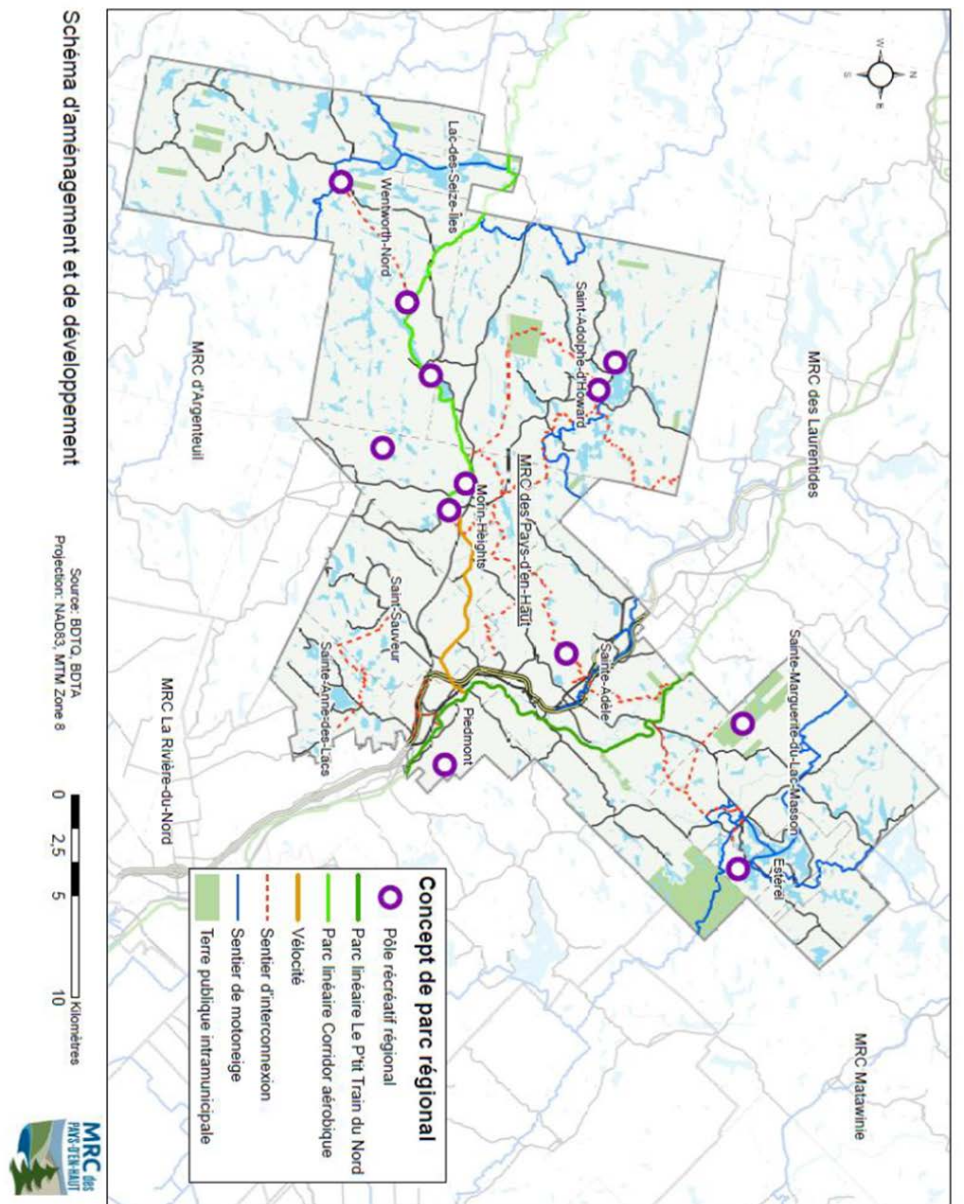 N
W
E
S
MRC des Laurentides
MRC Matawinie
Lac-des-Seize-Îles
Wentworth-Nord
Saint-Adolphe-d'Howard
MRC des Pays-d'en-Haut
Morin-Heights
Sainte-Adèle
Sainte-Marguerite-du-Lac-Masson
Estérel
Saint-Sauveur
Piedmont
Sainte-Anne-des-Lacs
MRC d'Argenteuil
MRC La Rivière-du-Nord
Concept de parc régional
Pôle récréatif régional
Parc linéaire Le P'tit Train du Nord
Parc linéaire Corridor aérobique
Vélocité
Sentier d'interconnexion
Sentier de motoneige
Terre publique intramunicipale
Schéma d'aménagement et de développement
Source: BDTQ, BDTA
Projection: NAD83, MTM Zone 8
0 2,5 5 10
Kilomètres
MRC des
PAYS-D'EN-HAUT